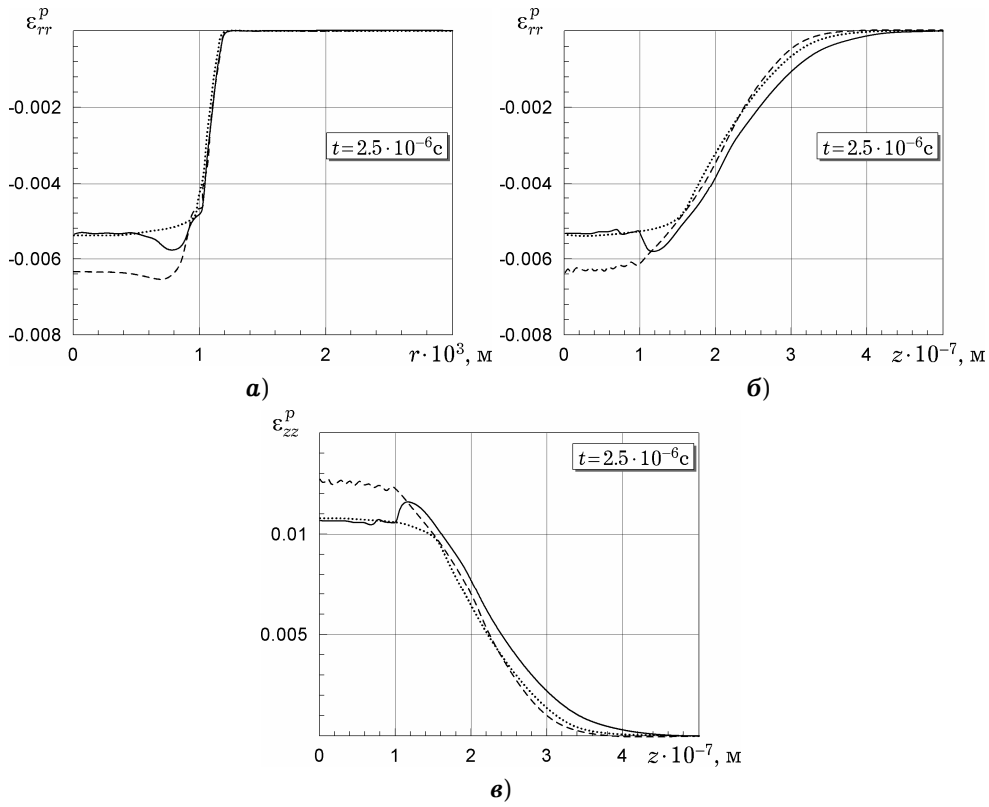 ε^p_rr
-0.002
-0.004
-0.006
-0.008
t=2.5·10⁻⁶с
0 1 2 r·10³, м
а)
ε^p_rr
-0.002
-0.004
-0.006
-0.008
t=2.5·10⁻⁶с
0 1 2 3 4 z·10⁻⁷, м
б)
ε^p_zz
0.01
0.005
t=2.5·10⁻⁶с
0 1 2 3 4 z·10⁻⁷, м
в)